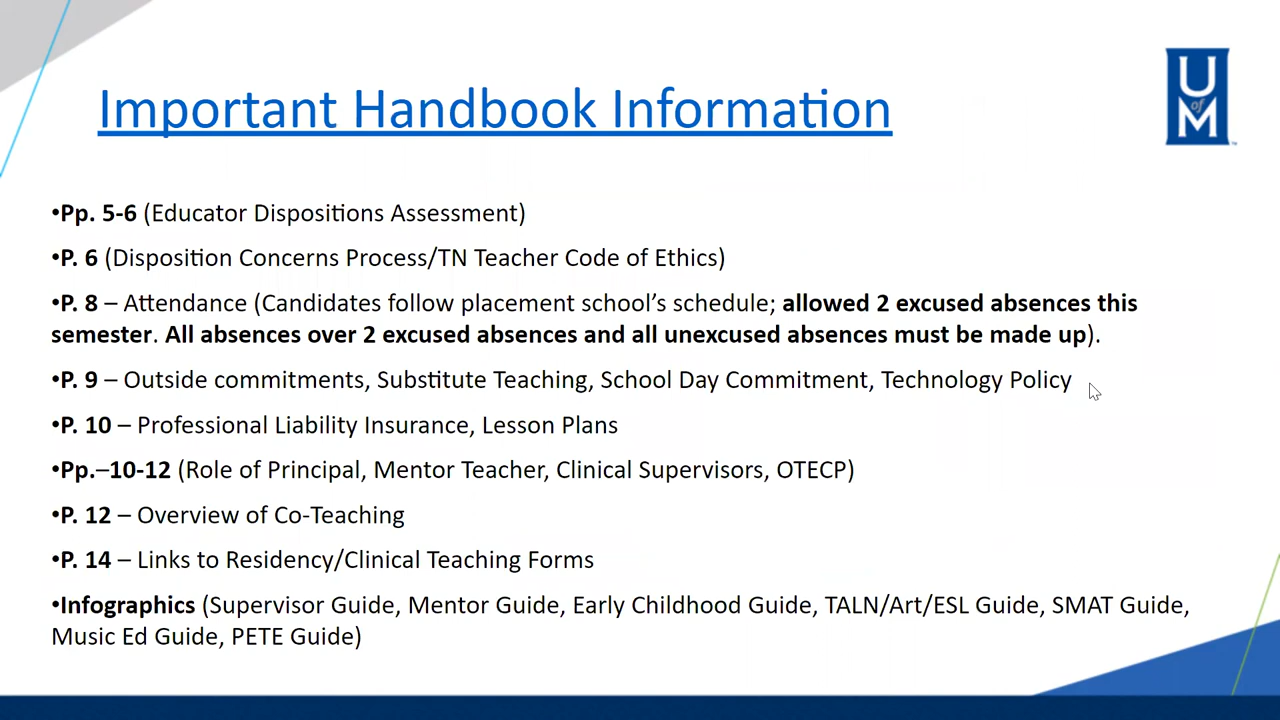 Important Handbook Information
U
of
M
•Pp. 5-6 (Educator Dispositions Assessment)
•P. 6 (Disposition Concerns Process/TN Teacher Code of Ethics)
•P. 8 – Attendance (Candidates follow placement school’s schedule; allowed 2 excused absences this
semester. All absences over 2 excused absences and all unexcused absences must be made up).
•P. 9 – Outside commitments, Substitute Teaching, School Day Commitment, Technology Policy
•P. 10 – Professional Liability Insurance, Lesson Plans
•Pp.–10-12 (Role of Principal, Mentor Teacher, Clinical Supervisors, OTECP)
•P. 12 – Overview of Co-Teaching
•P. 14 – Links to Residency/Clinical Teaching Forms
•Infographics (Supervisor Guide, Mentor Guide, Early Childhood Guide, TALN/Art/ESL Guide, SMAT Guide,
Music Ed Guide, PETE Guide)